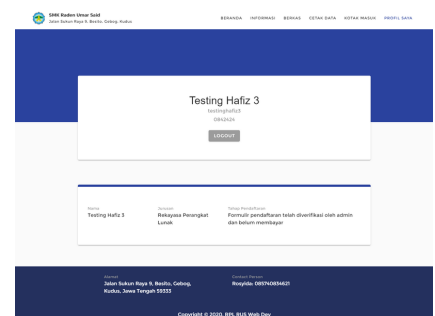 SMK Raden Umar Said
Jalan Sukun Raya 9, Besito, Gebog, Kudus
BERANDA INFORMASI BERKAS CETAK DATA KOTAK MASUK PROFIL SAYA
Testing Hafiz 3
testinghafiz3
0842424
LOGOUT
Nama
Testing Hafiz 3
Jurusan
Rekayasa Perangkat
Lunak
Tahap Pendaftaran
Formulir pendaftaran telah diverifikasi oleh admin
dan belum membayar
Alamat
Jalan Sukun Raya 9, Besito, Gebog,
Kudus, Jawa Tengah 59333
Contact Person
Rosyida: 085740834621
Copyright © 2020. RPL RUS Web Dev